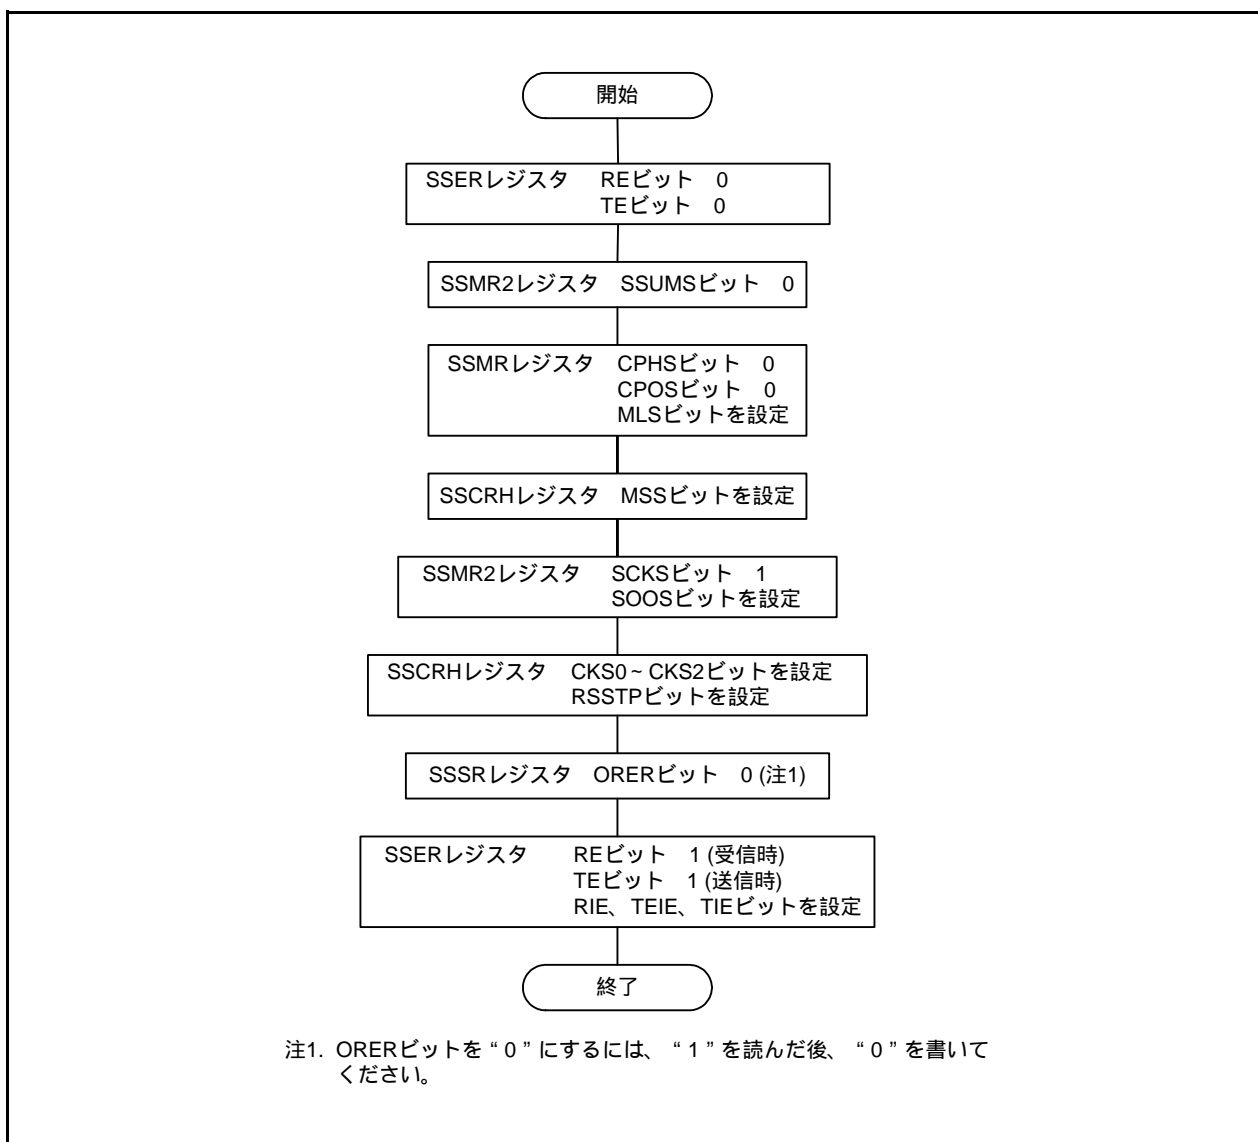 開始
SSERレジスタ REビット 0
TEビット 0
SSMR2レジスタ SSUMSビット 0
SSMRレジスタ CPHSビット 0
CPOSビット 0
MLSビットを設定
SSCRHレジスタ MSSビットを設定
SSMR2レジスタ SCKSビット 1
SOOSビットを設定
SSCRHレジスタ CKS0~CKS2ビットを設定
RSSTPビットを設定
SSSRレジスタ ORERビット 0 (注1)
SSERレジスタ REビット 1 (受信時)
TEビット 1 (送信時)
RIE、TEIE、TIEビットを設定
終了
注1. ORERビットを“0”にするには、“1”を読んだ後、“0”を書いて
ください。